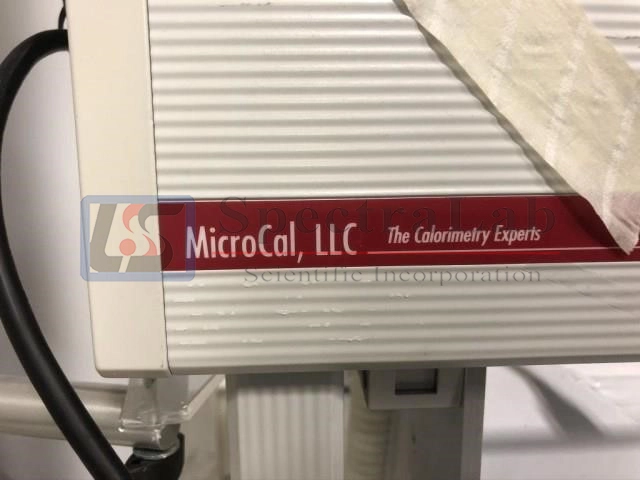 SpectraLab
MicroCal, LLC The Calorimetry Experts
Scientific Incorporation